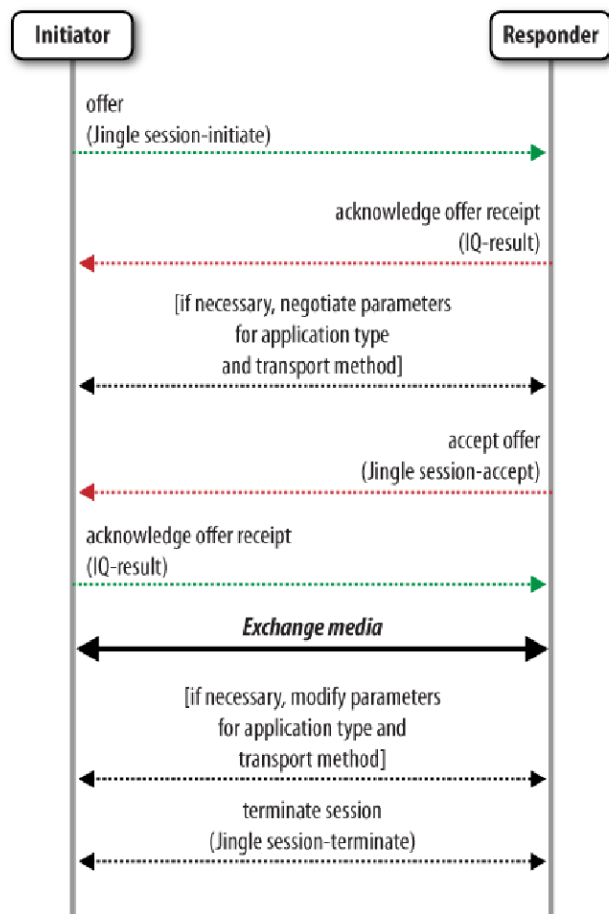 Initiator
Responder
offer
(Jingle session-initiate)
acknowledge offer receipt
(IQ-result)
[if necessary, negotiate parameters
for application type
and transport method]
accept offer
(Jingle session-accept)
acknowledge offer receipt
(IQ-result)
Exchange media
[if necessary, modify parameters
for application type and
transport method]
terminate session
(Jingle session-terminate)